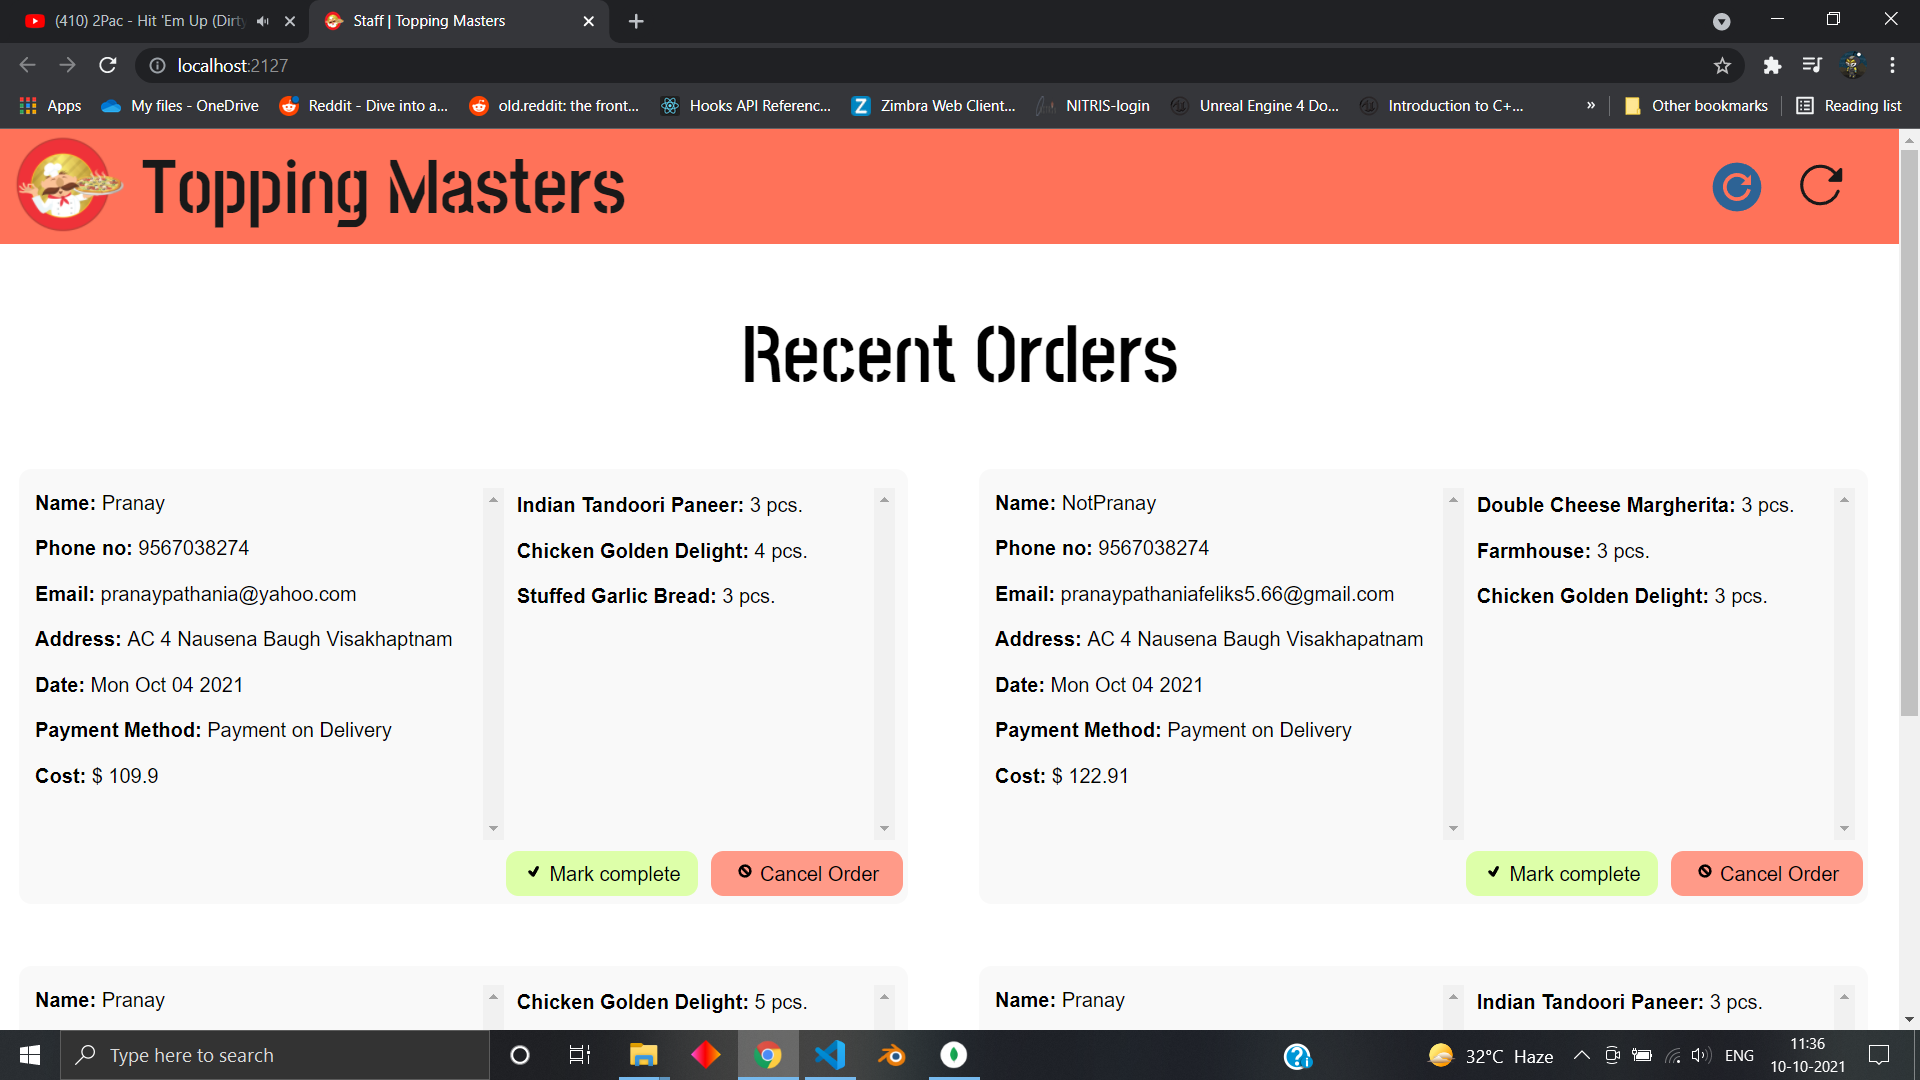 (410) 2Pac - Hit 'Em Up (Dirty
Staff | Topping Masters
localhost:2127
Apps
My files - OneDrive
Reddit - Dive into a...
old.reddit: the front...
Hooks API Referenc...
Z Zimbra Web Client...
NITRIS-login
Unreal Engine 4 Do...
Introduction to C+...
»
Other bookmarks
Reading list
Topping Masters
Recent Orders
Name: Pranay
Phone no: 9567038274
Email: pranaypathania@yahoo.com
Address: AC 4 Nausena Baugh Visakhaptnam
Date: Mon Oct 04 2021
Payment Method: Payment on Delivery
Cost: $ 109.9
Indian Tandoori Paneer: 3 pcs.
Chicken Golden Delight: 4 pcs.
Stuffed Garlic Bread: 3 pcs.
Mark complete
Cancel Order
Name: NotPranay
Phone no: 9567038274
Email: pranaypathaniafeliks5.66@gmail.com
Address: AC 4 Nausena Baugh Visakhapatnam
Date: Mon Oct 04 2021
Payment Method: Payment on Delivery
Cost: $ 122.91
Double Cheese Margherita: 3 pcs.
Farmhouse: 3 pcs.
Chicken Golden Delight: 3 pcs.
Mark complete
Cancel Order
Name: Pranay
Chicken Golden Delight: 5 pcs.
Name: Pranay
Indian Tandoori Paneer: 3 pcs.
Type here to search
32°C Haze
ENG
11:36
10-10-2021